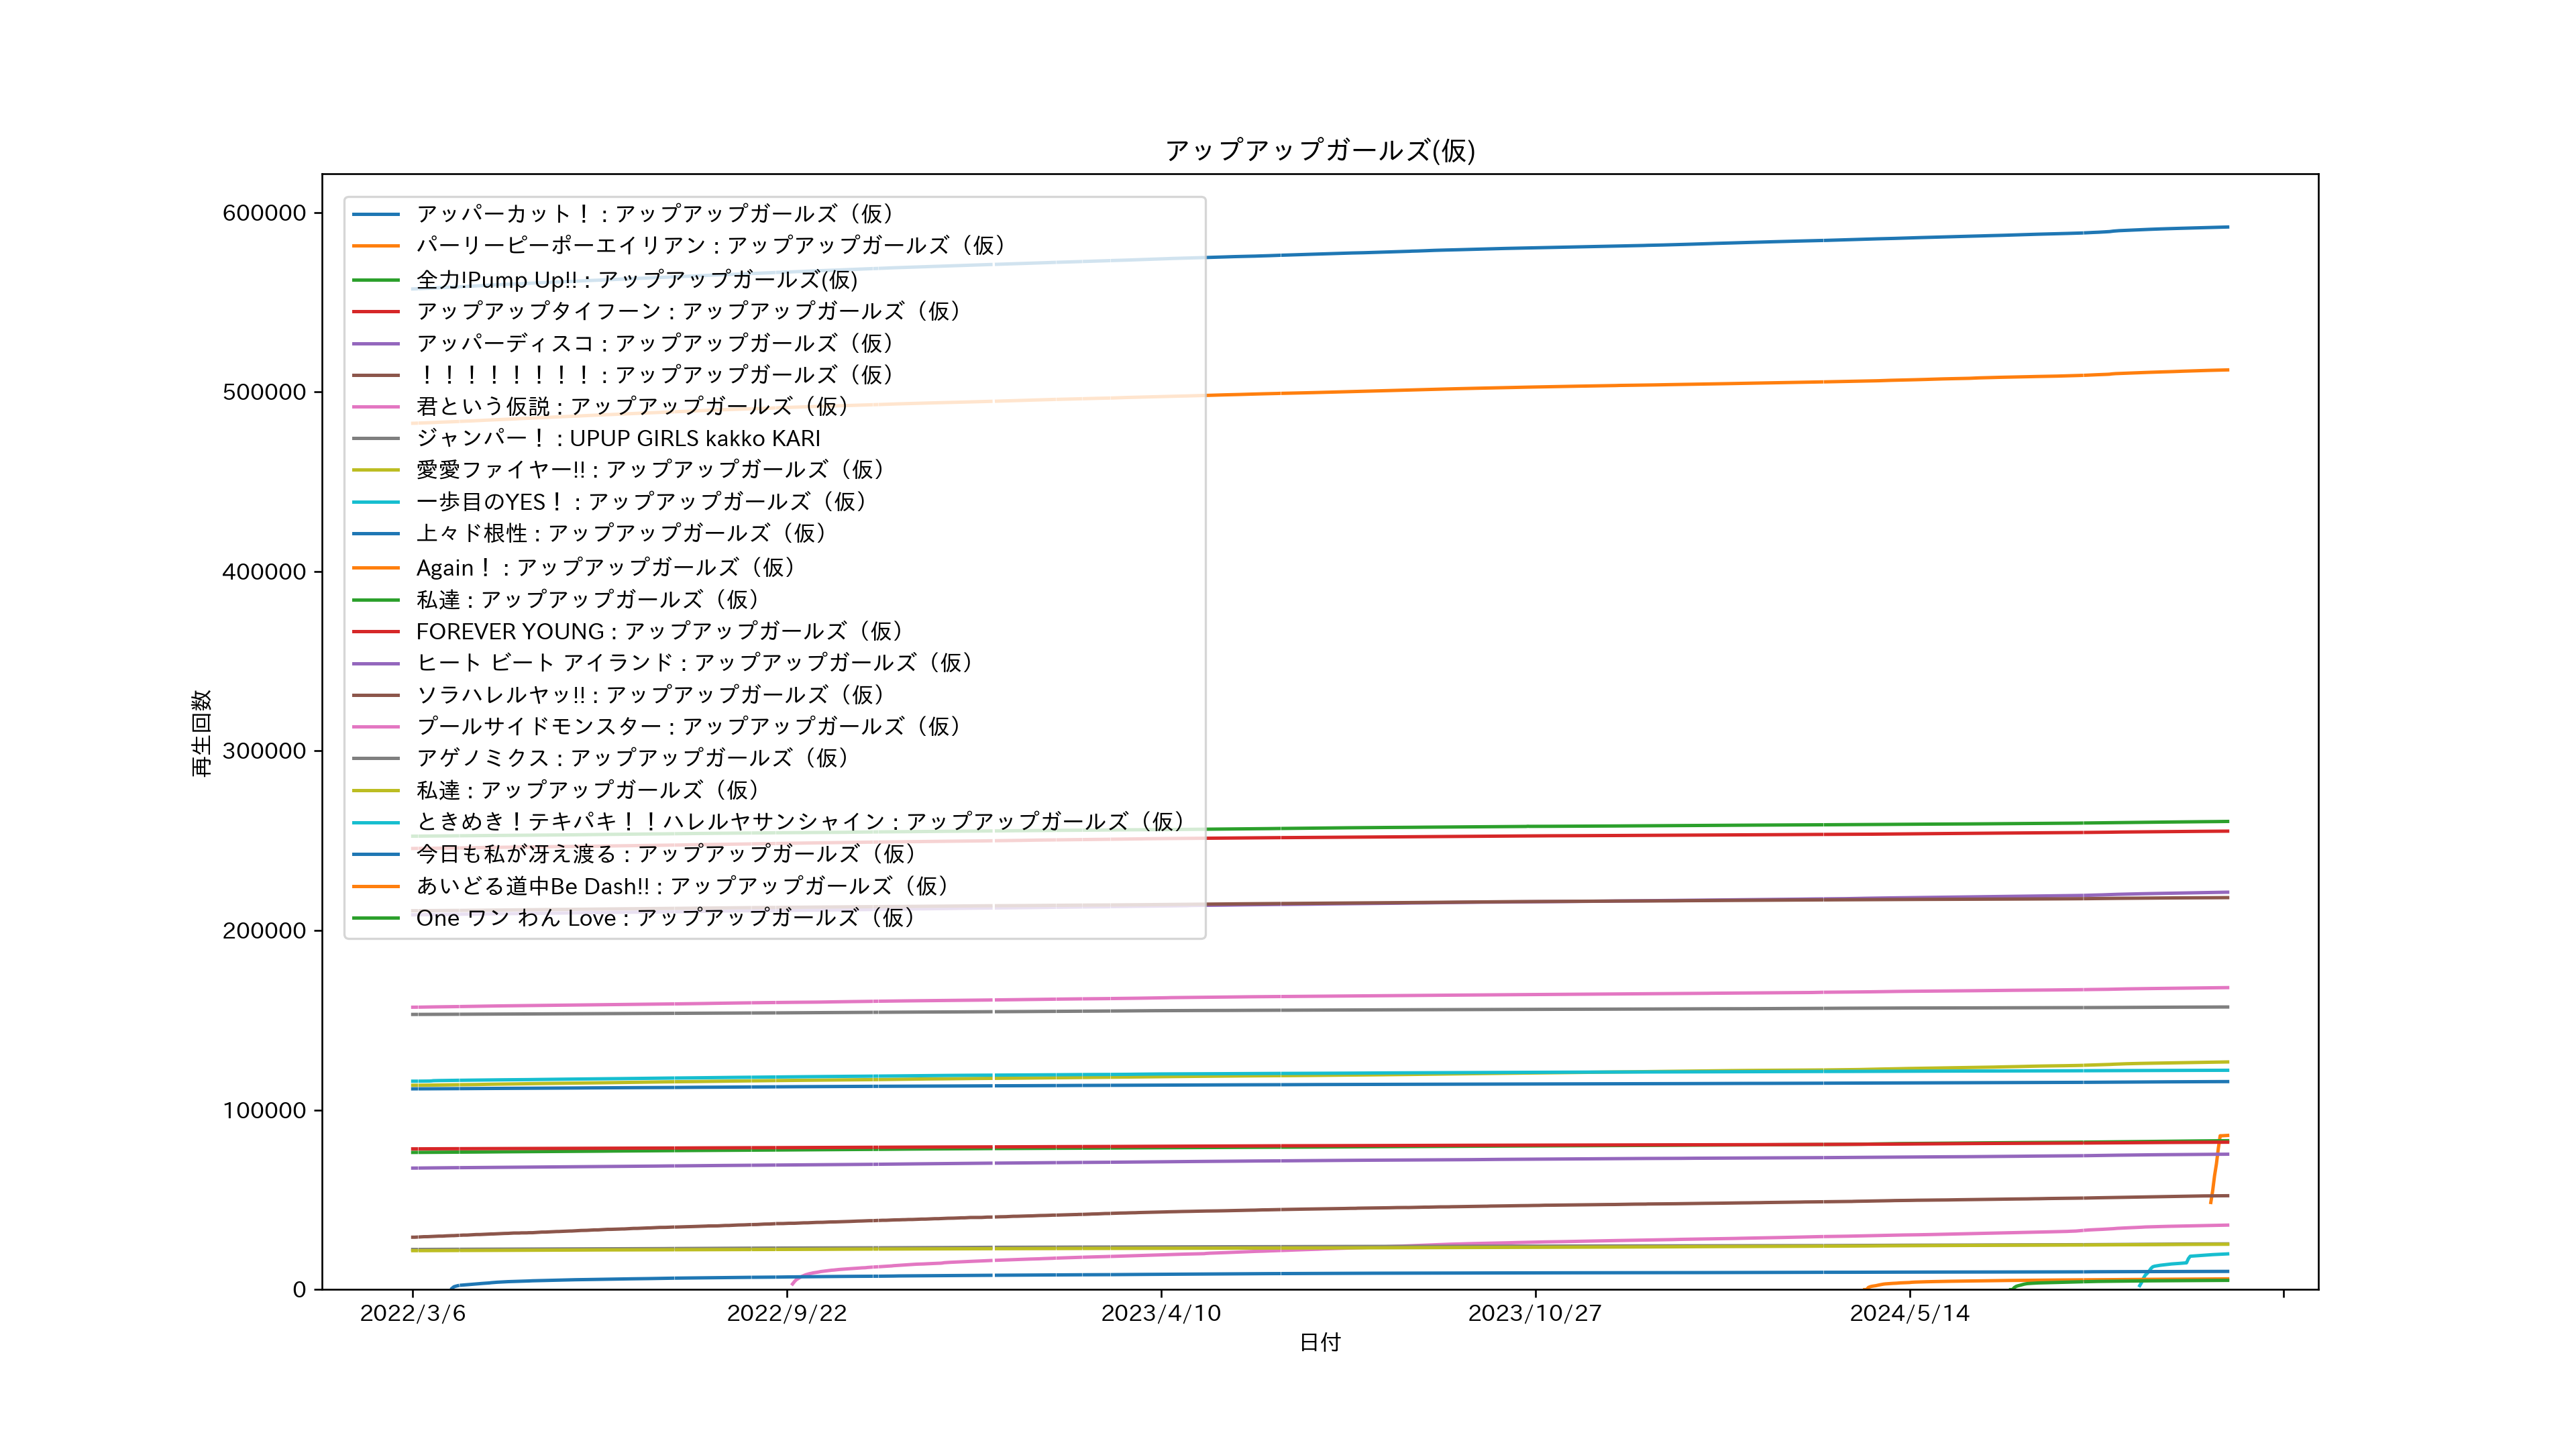 アップアップガールズ(仮)
600000
500000
400000
300000
200000
100000
0
再生回数
アッパーカット！ : アップアップガールズ（仮）
パーリーピーポーエイリアン : アップアップガールズ（仮）
全力!Pump Up!! : アップアップガールズ(仮)
アップアップタイフーン : アップアップガールズ（仮）
アッパーディスコ : アップアップガールズ（仮）
！！！！！！！！ : アップアップガールズ（仮）
君という仮説 : アップアップガールズ（仮）
ジャンパー！ : UPUP GIRLS kakko KARI
愛愛ファイヤー!! : アップアップガールズ（仮）
一歩目のYES！ : アップアップガールズ（仮）
上々ド根性 : アップアップガールズ（仮）
Again！ : アップアップガールズ（仮）
私達 : アップアップガールズ（仮）
FOREVER YOUNG : アップアップガールズ（仮）
ヒート ビート アイランド : アップアップガールズ（仮）
ソラハレルヤッ!! : アップアップガールズ（仮）
プールサイドモンスター : アップアップガールズ（仮）
アゲノミクス : アップアップガールズ（仮）
私達 : アップアップガールズ（仮）
ときめき！テキパキ！！ハレルヤサンシャイン : アップアップガールズ（仮）
今日も私が冴え渡る : アップアップガールズ（仮）
あいどる道中Be Dash!! : アップアップガールズ（仮）
One ワン わん Love : アップアップガールズ（仮）
2022/3/6
2022/9/22
2023/4/10
2023/10/27
2024/5/14
日付